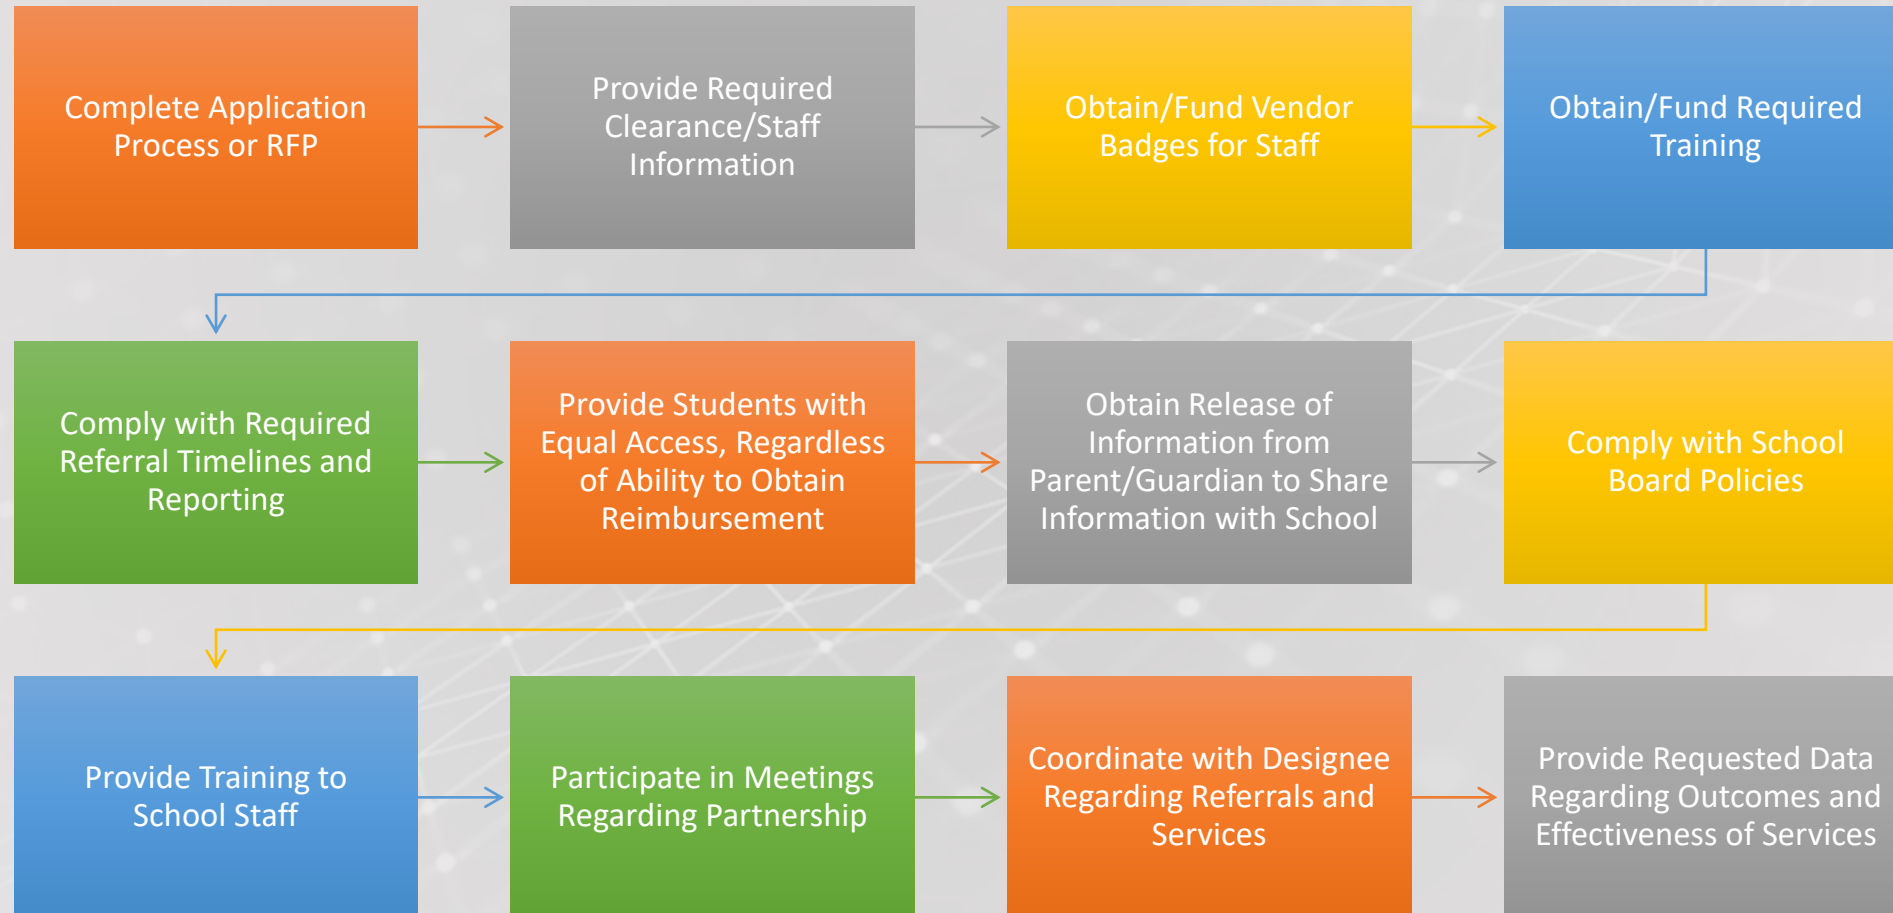 Complete Application
Process or RFP
Provide Required
Clearance/Staff
Information
Obtain/Fund Vendor
Badges for Staff
Obtain/Fund Required
Training
Comply with Required
Referral Timelines and
Reporting
Provide Students with
Equal Access, Regardless
of Ability to Obtain
Reimbursement
Obtain Release of
Information from
Parent/Guardian to Share
Information with School
Comply with School
Board Policies
Provide Training to
School Staff
Participate in Meetings
Regarding Partnership
Coordinate with Designee
Regarding Referrals and
Services
Provide Requested Data
Regarding Outcomes and
Effectiveness of Services